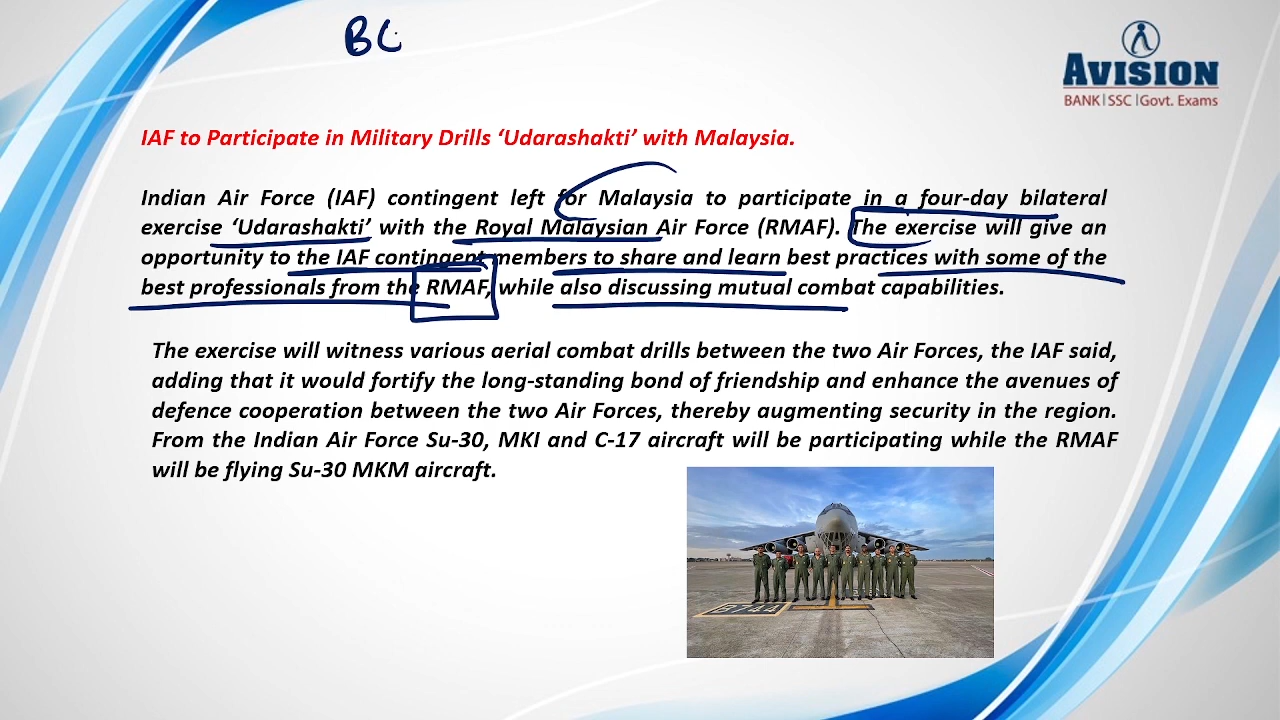 BC
AVISION
BANK|SSC|Govt. Exams
IAF to Participate in Military Drills ‘Udarashakti’ with Malaysia.
Indian Air Force (IAF) contingent left for Malaysia to participate in a four-day bilateral
exercise ‘Udarashakti’ with the Royal Malaysian Air Force (RMAF). The exercise will give an
opportunity to the IAF contingent members to share and learn best practices with some of the
best professionals from the RMAF, while also discussing mutual combat capabilities.
The exercise will witness various aerial combat drills between the two Air Forces, the IAF said,
adding that it would fortify the long-standing bond of friendship and enhance the avenues of
defence cooperation between the two Air Forces, thereby augmenting security in the region.
From the Indian Air Force Su-30, MKI and C-17 aircraft will be participating while the RMAF
will be flying Su-30 MKM aircraft.